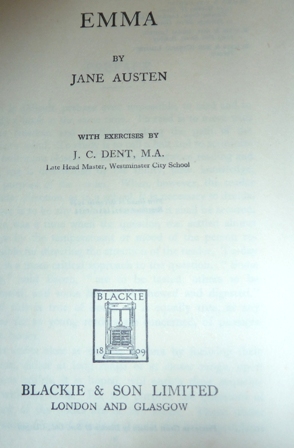 EMMA
BY
JANE AUSTEN
WITH EXERCISES BY
J. C. DENT, M.A.
Late Head Master, Westminster City School
BLACKIE
18 09
BLACKIE & SON LIMITED
LONDON AND GLASGOW